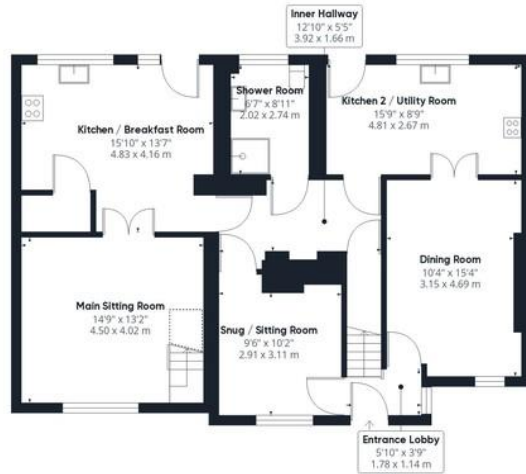 Inner Hallway
12'10" x 5'5"
3.92 x 1.66 m
Shower Room
6'7" x 8'11"
2.02 x 2.74 m
Kitchen 2 / Utility Room
15'9" x 8'9"
4.81 x 2.67 m
Kitchen / Breakfast Room
15'10" x 13'7"
4.83 x 4.16 m
Dining Room
10'4" x 15'4"
3.15 x 4.69 m
Main Sitting Room
14'9" x 13'2"
4.50 x 4.02 m
Snug / Sitting Room
9'6" x 10'2"
2.91 x 3.11 m
Entrance Lobby
5'10" x 3'9"
1.78 x 1.14 m